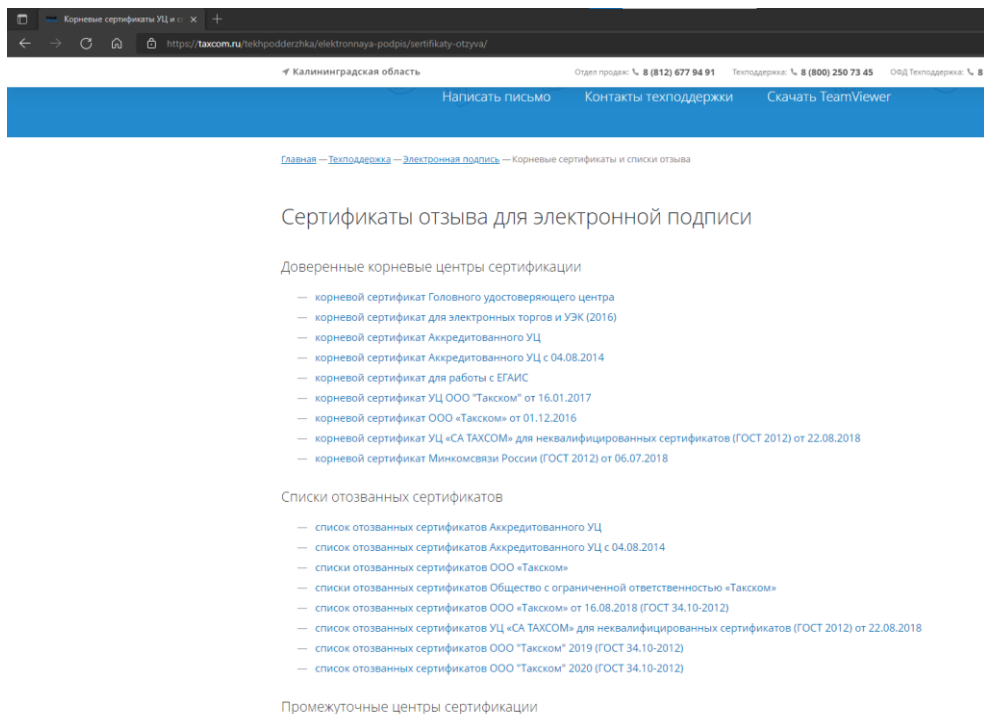 Корневые сертификаты УЦ и с
https://taxcom.ru/tekhpodderzhka/elektronnaya-podpis/sertifikaty-otzyva/
Калининградская область Отдел продаж: 8 (812) 677 94 91 Техподдержка: 8 (800) 250 73 45 ОФД Техподдержка: 8
Написать письмо Контакты техподдержки Скачать TeamViewer
Главная — Техподдержка — Электронная подпись — Корневые сертификаты и списки отзыва
Сертификаты отзыва для электронной подписи
Доверенные корневые центры сертификации
— корневой сертификат Головного удостоверяющего центра
— корневой сертификат для электронных торгов и УЭК (2016)
— корневой сертификат Аккредитованного УЦ
— корневой сертификат Аккредитованного УЦ с 04.08.2014
— корневой сертификат для работы с ЕГАИС
— корневой сертификат УЦ ООО "Такском" от 16.01.2017
— корневой сертификат ООО «Такском» от 01.12.2016
— корневой сертификат УЦ «CA TAXCOM» для неквалифицированных сертификатов (ГОСТ 2012) от 22.08.2018
— корневой сертификат Минкомсвязи России (ГОСТ 2012) от 06.07.2018
Списки отозванных сертификатов
— список отозванных сертификатов Аккредитованного УЦ
— список отозванных сертификатов Аккредитованного УЦ с 04.08.2014
— списки отозванных сертификатов ООО «Такском»
— списки отозванных сертификатов Общество с ограниченной ответственностью «Такском»
— список отозванных сертификатов ООО «Такском» от 16.08.2018 (ГОСТ 34.10-2012)
— список отозванных сертификатов УЦ «CA TAXCOM» для неквалифицированных сертификатов (ГОСТ 2012) от 22.08.2018
— список отозванных сертификатов ООО "Такском" 2019 (ГОСТ 34.10-2012)
— список отозванных сертификатов ООО "Такском" 2020 (ГОСТ 34.10-2012)
Промежуточные центры сертификации